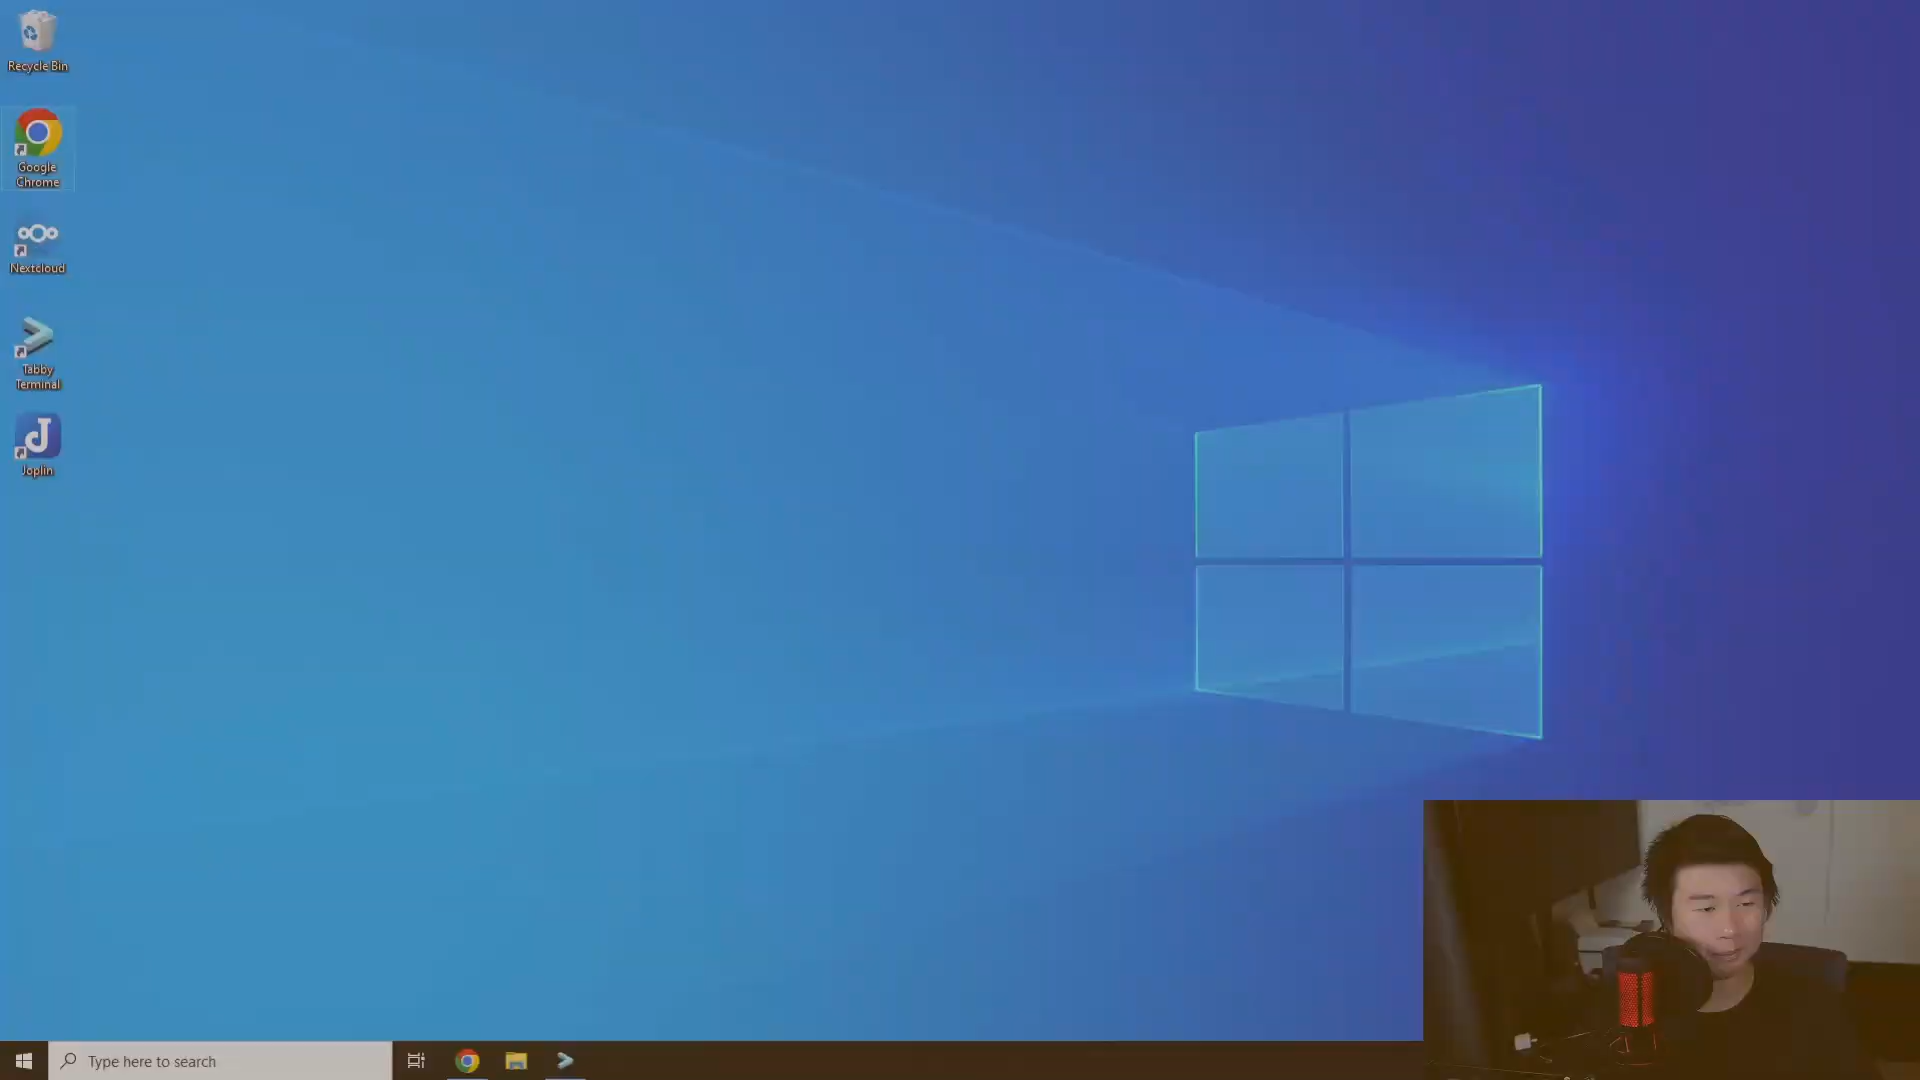 Recycle Bin
Google
Chrome
Nextcloud
Tabby
Terminal
Joplin
Type here to search